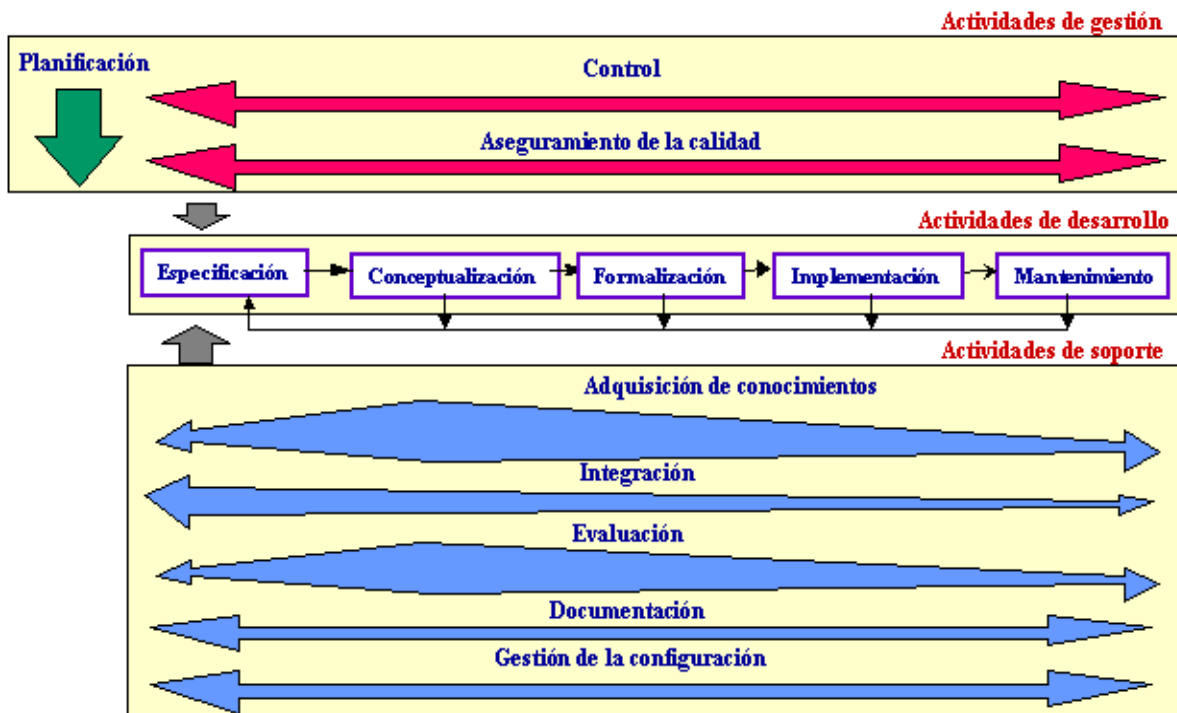 Actividades de gestión
Planificación
Control
Aseguramiento de la calidad
Actividades de desarrollo
Especificación
Conceptualización
Formalización
Implementación
Mantenimiento
Actividades de soporte
Adquisición de conocimientos
Integración
Evaluación
Documentación
Gestión de la configuración